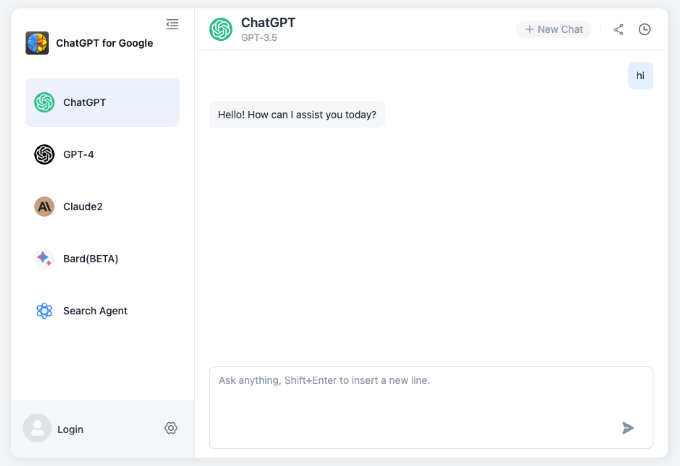 ChatGPT for Google
ChatGPT
GPT-4
Claude2
Bard(BETA)
Search Agent
Login
ChatGPT
GPT-3.5
+ New Chat
hi
Hello! How can I assist you today?
Ask anything, Shift+Enter to insert a new line.